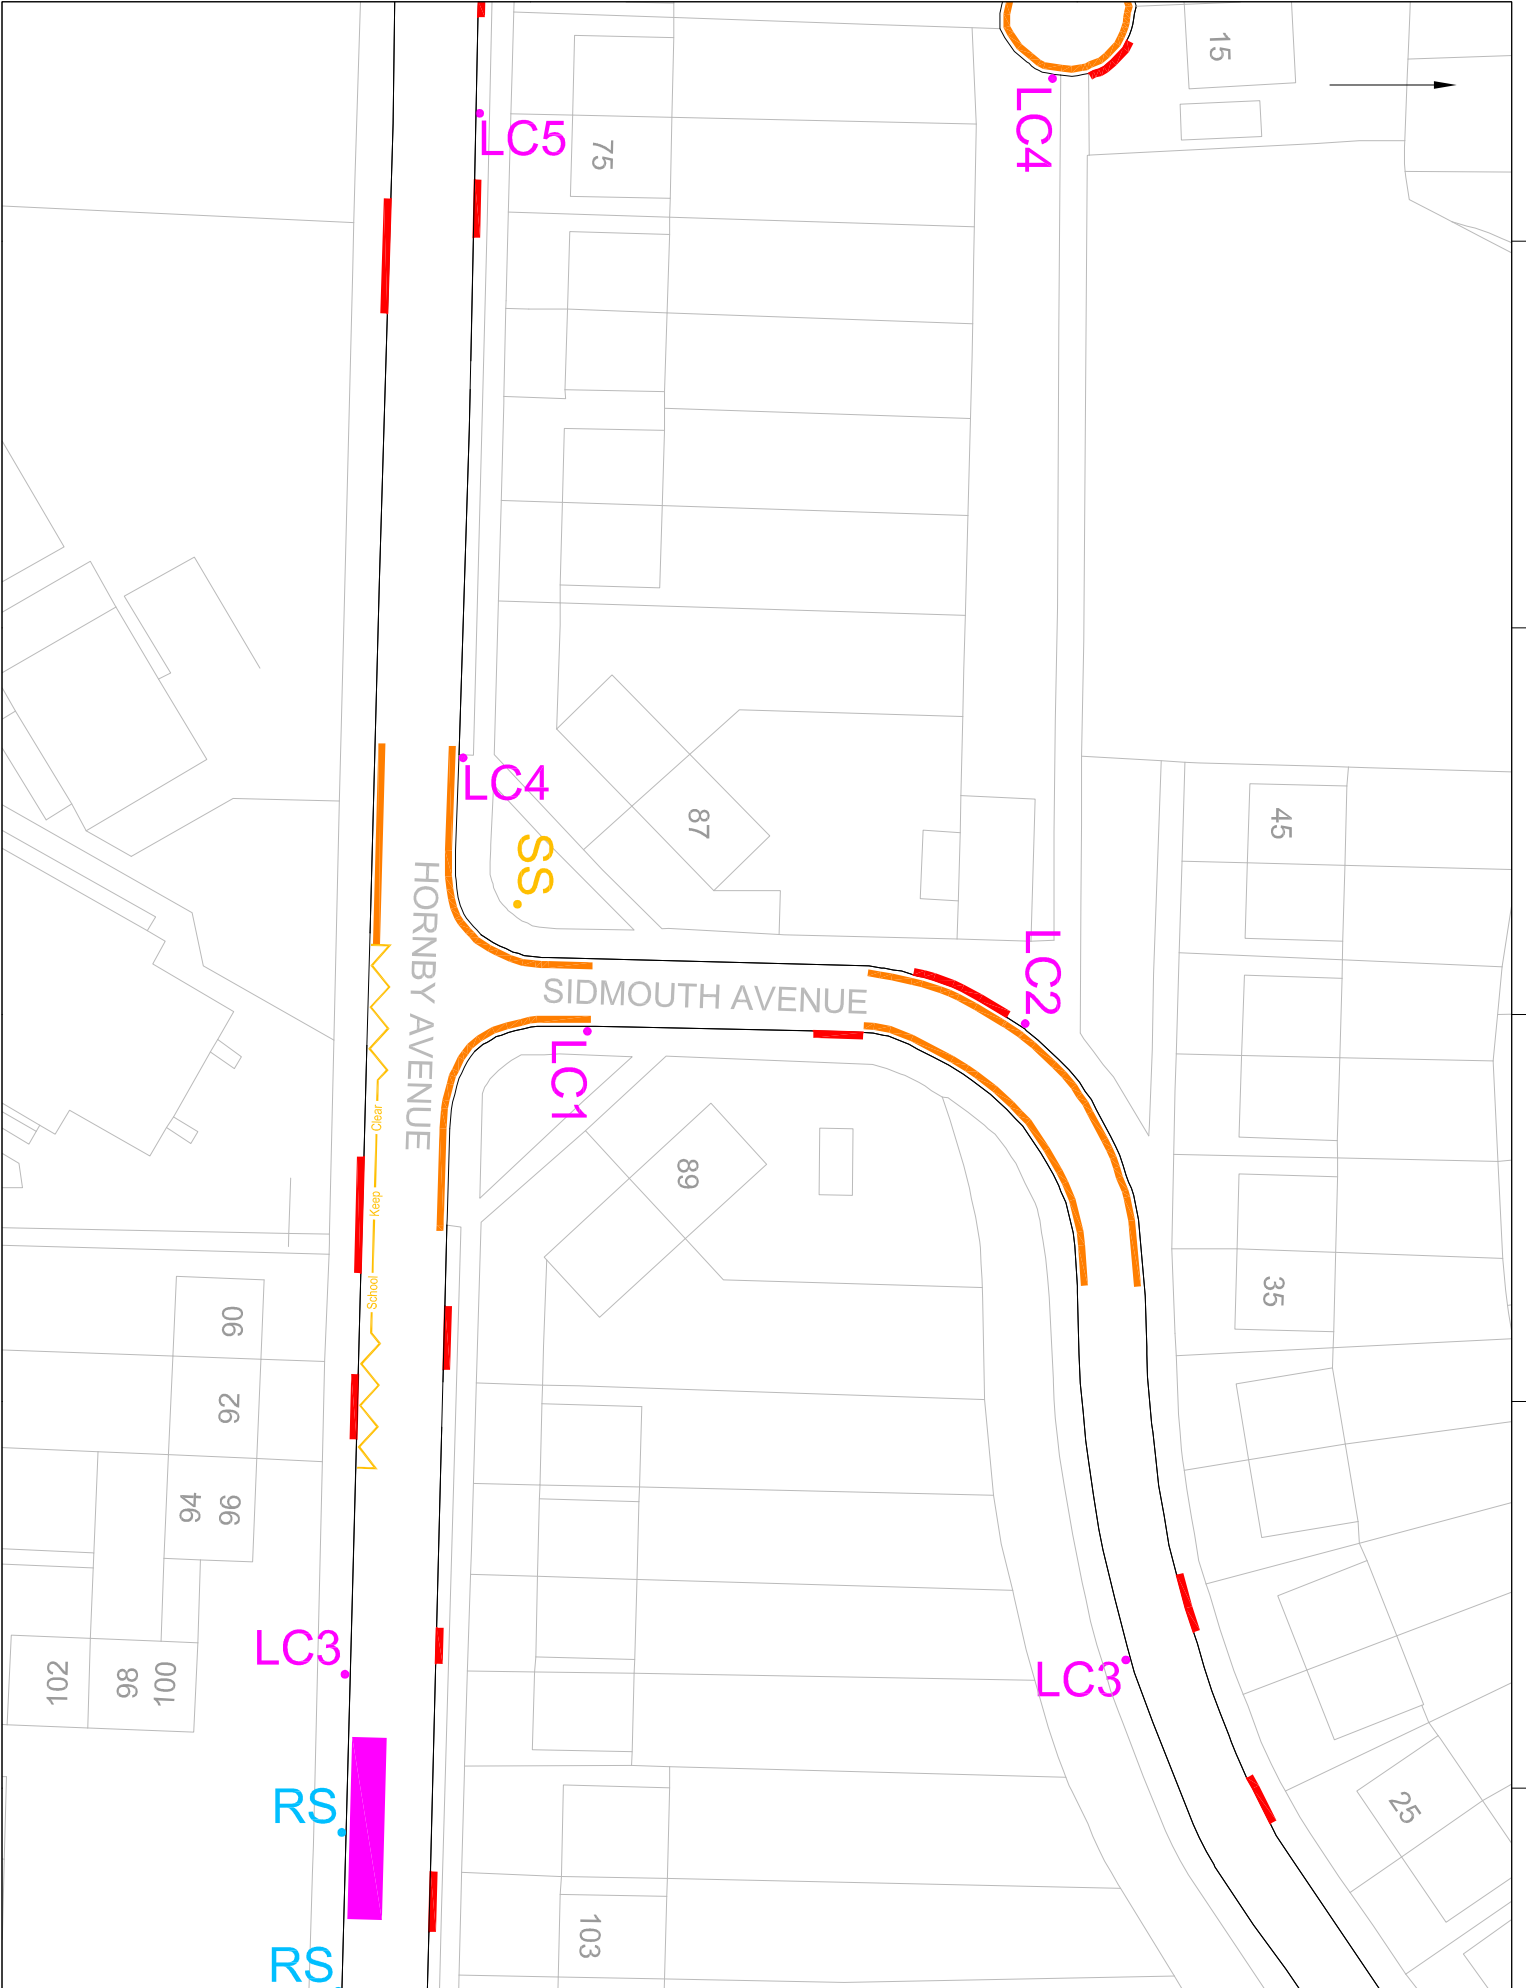 15
LC4
LC5
75
LC4
87
45
SS
HORNBY AVENUE
SIDMOUTH AVENUE
LC2
LC1
89
School Keep Clear
90
35
92
94
96
LC3
LC3
102
98
100
RS
25
103
RS